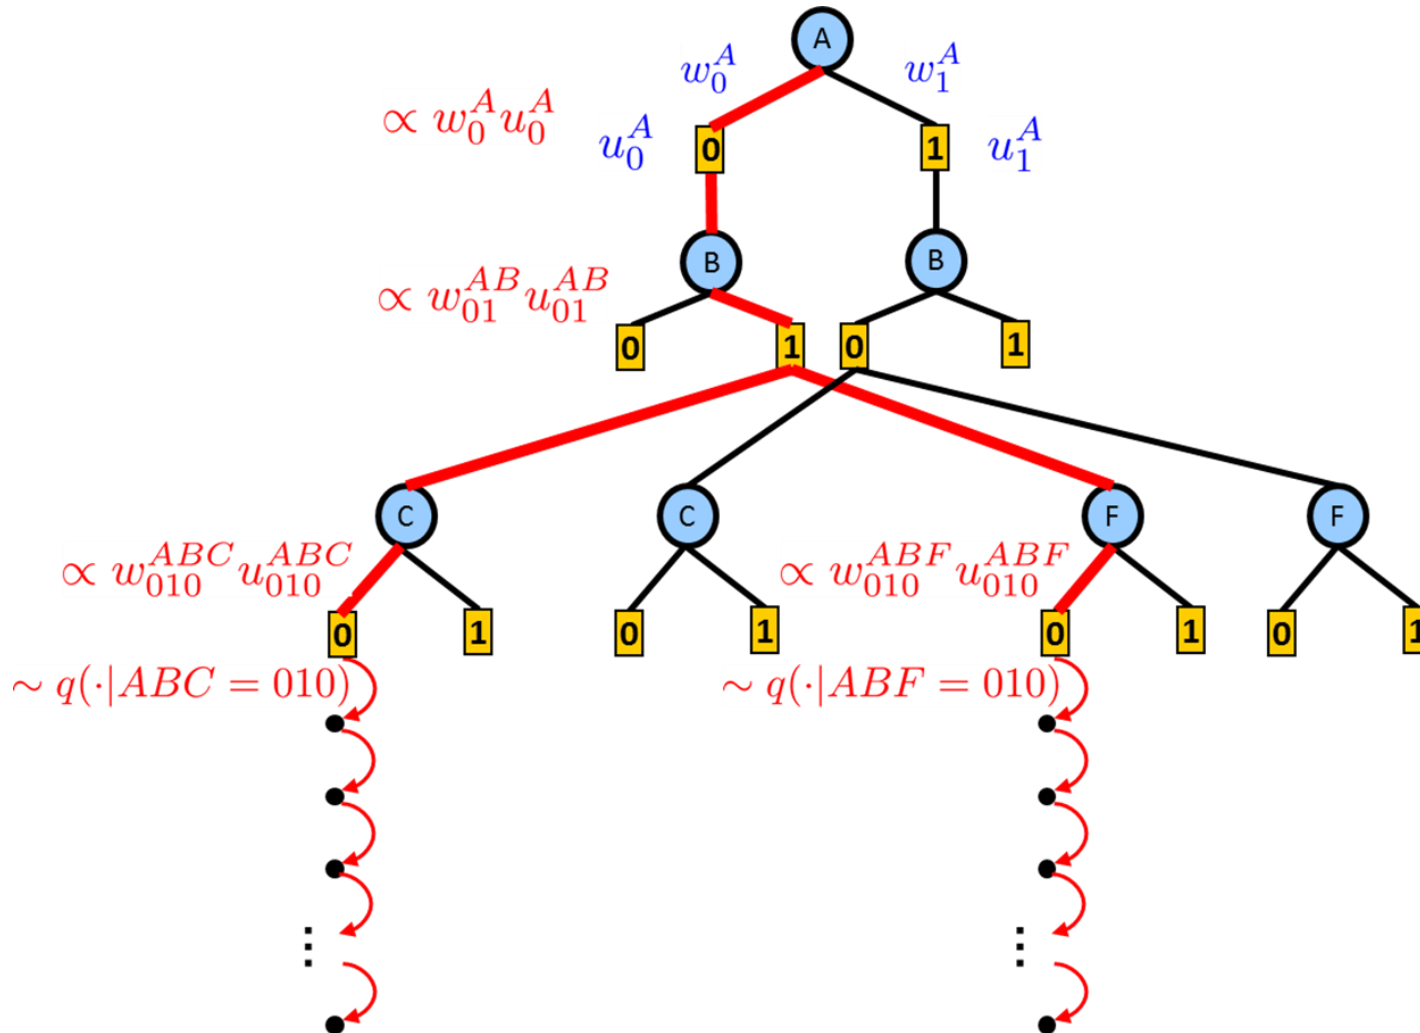 A
w_0^A w_1^A
∝ w_0^A u_0^A
u_0^A 0 1 u_1^A
B B
∝ w_{01}^{AB} u_{01}^{AB}
0 1 0 1
C C F F
∝ w_{010}^{ABC} u_{010}^{ABC} ∝ w_{010}^{ABF} u_{010}^{ABF}
0 1 0 1 0 1 0 1
∼ q(·|ABC = 010) ∼ q(·|ABF = 010)
⋮ ⋮